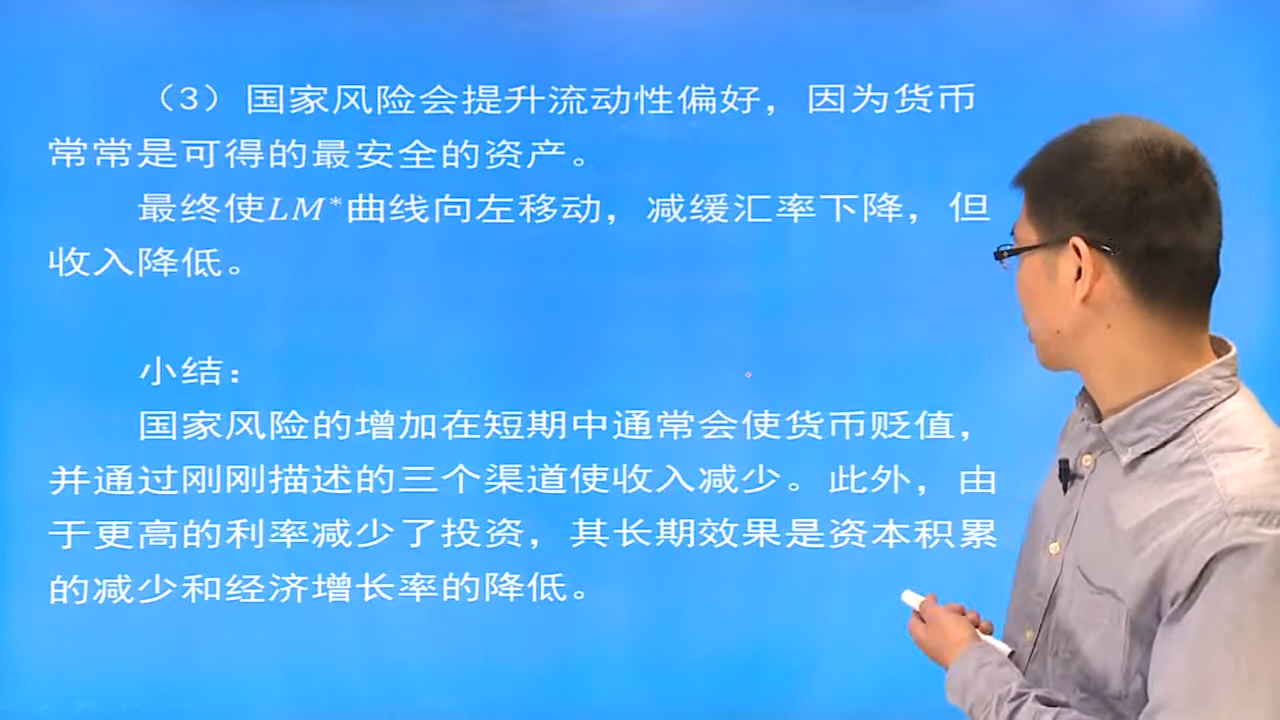 （3）国家风险会提升流动性偏好，因为货币
常常是可得的最安全的资产。
最终使LM*曲线向左移动，减缓汇率下降，但
收入降低。
小结：
国家风险的增加在短期中通常会使货币贬值，
并通过刚刚描述的三个渠道使收入减少。此外，由
于更高的利率减少了投资，其长期效果是资本积累
的减少和经济增长率的降低。